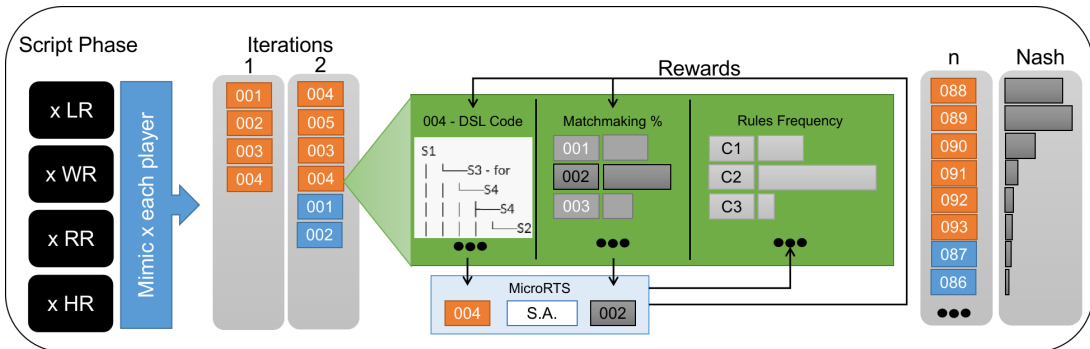 Script Phase
x LR
x WR
x RR
x HR
Mimic x each player
Iterations
1
2
001
002
003
004
004
005
003
004
001
002
Rewards
004 - DSL Code
S1
S3 - for
S4
S4
S2
Matchmaking %
001
002
003
Rules Frequency
C1
C2
C3
MicroRTS
004
S.A.
002
n
088
089
090
091
092
093
087
086
Nash